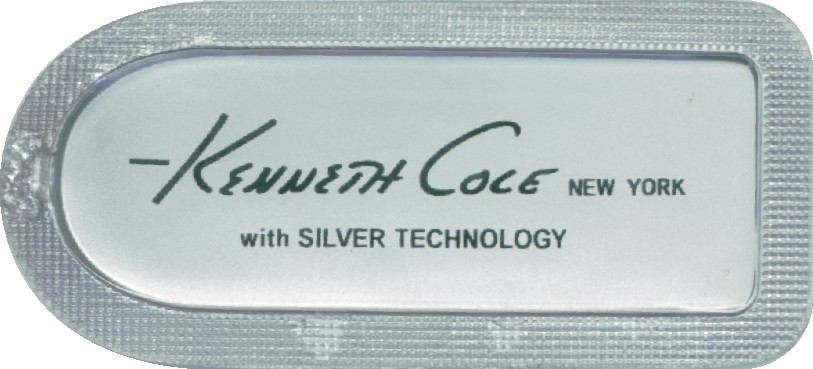 -Kenneth Cole NEW YORK
with SILVER TECHNOLOGY